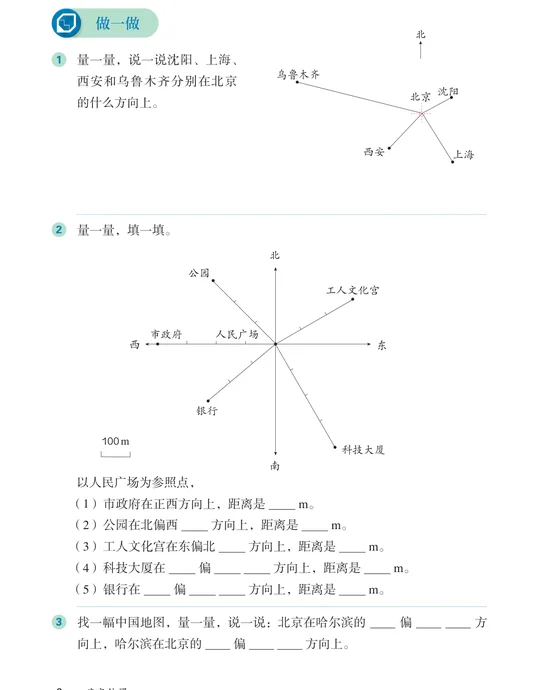 做一做
1 量一量，说一说沈阳、上海、
西安和乌鲁木齐分别在北京
的什么方向上。
北
乌鲁木齐
北京
沈阳
西安
上海
2 量一量，填一填。
北
公园
工人文化宫
西
市政府
人民广场
东
银行
科技大厦
100 m
南
以人民广场为参照点，
（1）市政府在正西方向上，距离是 ____ m。
（2）公园在北偏西 ____ 方向上，距离是 ____ m。
（3）工人文化宫在东偏北 ____ 方向上，距离是 ____ m。
（4）科技大厦在 ____ 偏 ____ ____ 方向上，距离是 ____ m。
（5）银行在 ____ 偏 ____ ____ 方向上，距离是 ____ m。
3 找一幅中国地图，量一量，说一说：北京在哈尔滨的 ____ 偏 ____ ____ 方
向上，哈尔滨在北京的 ____ 偏 ____ ____ 方向上。